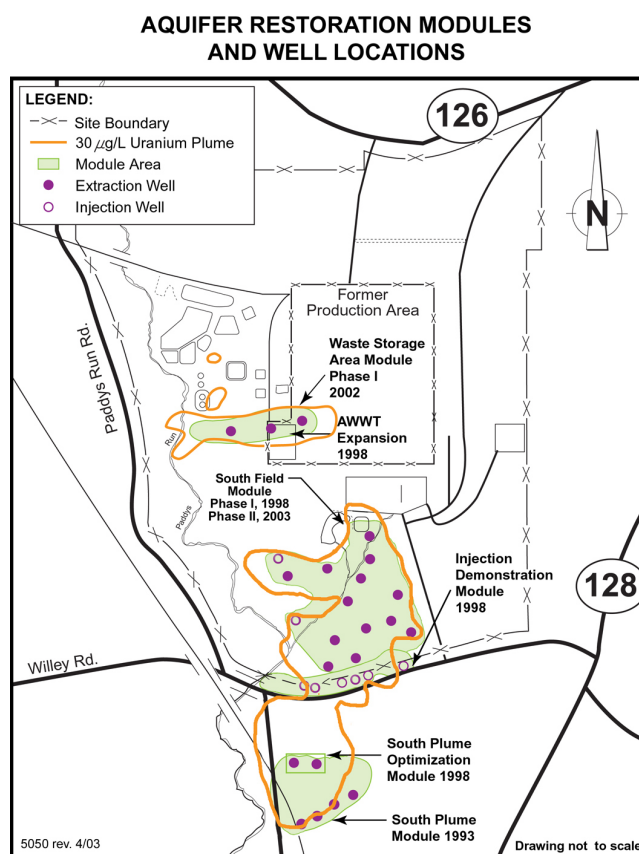 AQUIFER RESTORATION MODULES
AND WELL LOCATIONS
LEGEND:
Site Boundary
30 µg/L Uranium Plume
Module Area
Extraction Well
Injection Well
126
N
Former
Production Area
Paddys Run Rd.
Waste Storage
Area Module
Phase I
2002
AWWT
Expansion
1998
Run
Paddys
South Field
Module
Phase I, 1998
Phase II, 2003
Injection
Demonstration
Module
1998
128
Willey Rd.
South Plume
Optimization
Module 1998
South Plume
Module 1993
5050 rev. 4/03
Drawing not to scale